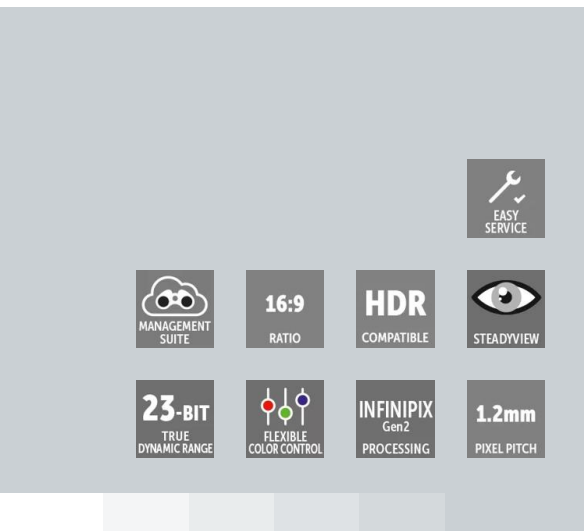 EASY
SERVICE
MANAGEMENT
SUITE
16:9
RATIO
HDR
COMPATIBLE
STEADYVIEW
23-BIT
TRUE
DYNAMIC RANGE
FLEXIBLE
COLOR CONTROL
INFINIPIX
Gen2
PROCESSING
1.2mm
PIXEL PITCH